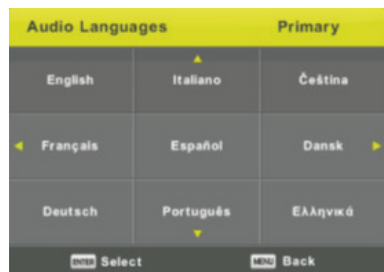 Audio Languages Primary
English Italiano Čeština
Français Español Dansk
Deutsch Português Ελληνικά
ENTER Select MENU Back